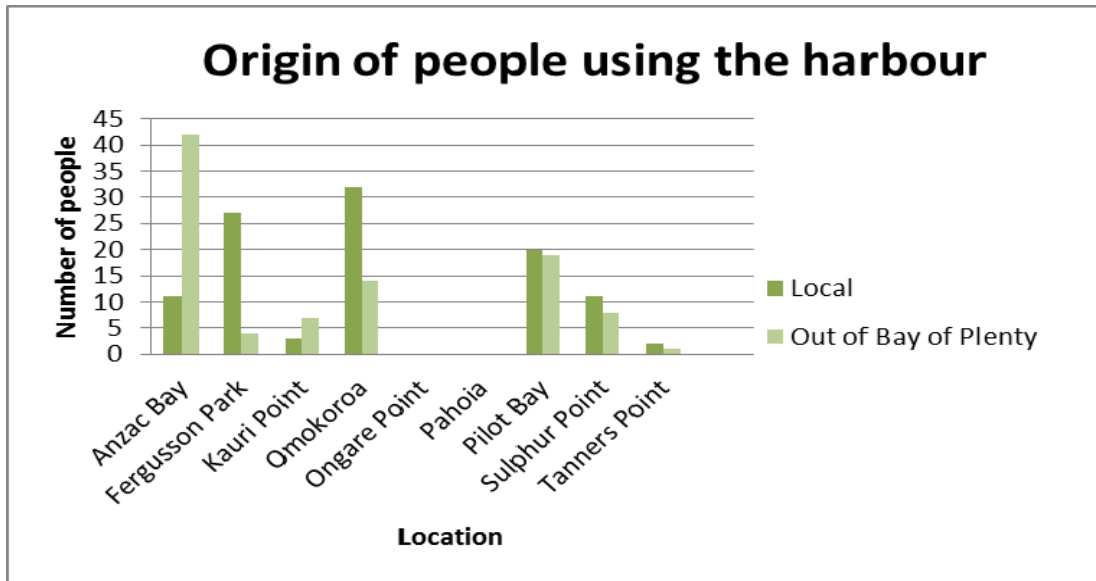 Origin of people using the harbour
Number of people
45
40
35
30
25
20
15
10
5
0
Anzac Bay
Fergusson Park
Kauri Point
Omokoroa
Ongare Point
Pahoia
Pilot Bay
Sulphur Point
Tanners Point
Location
Local
Out of Bay of Plenty